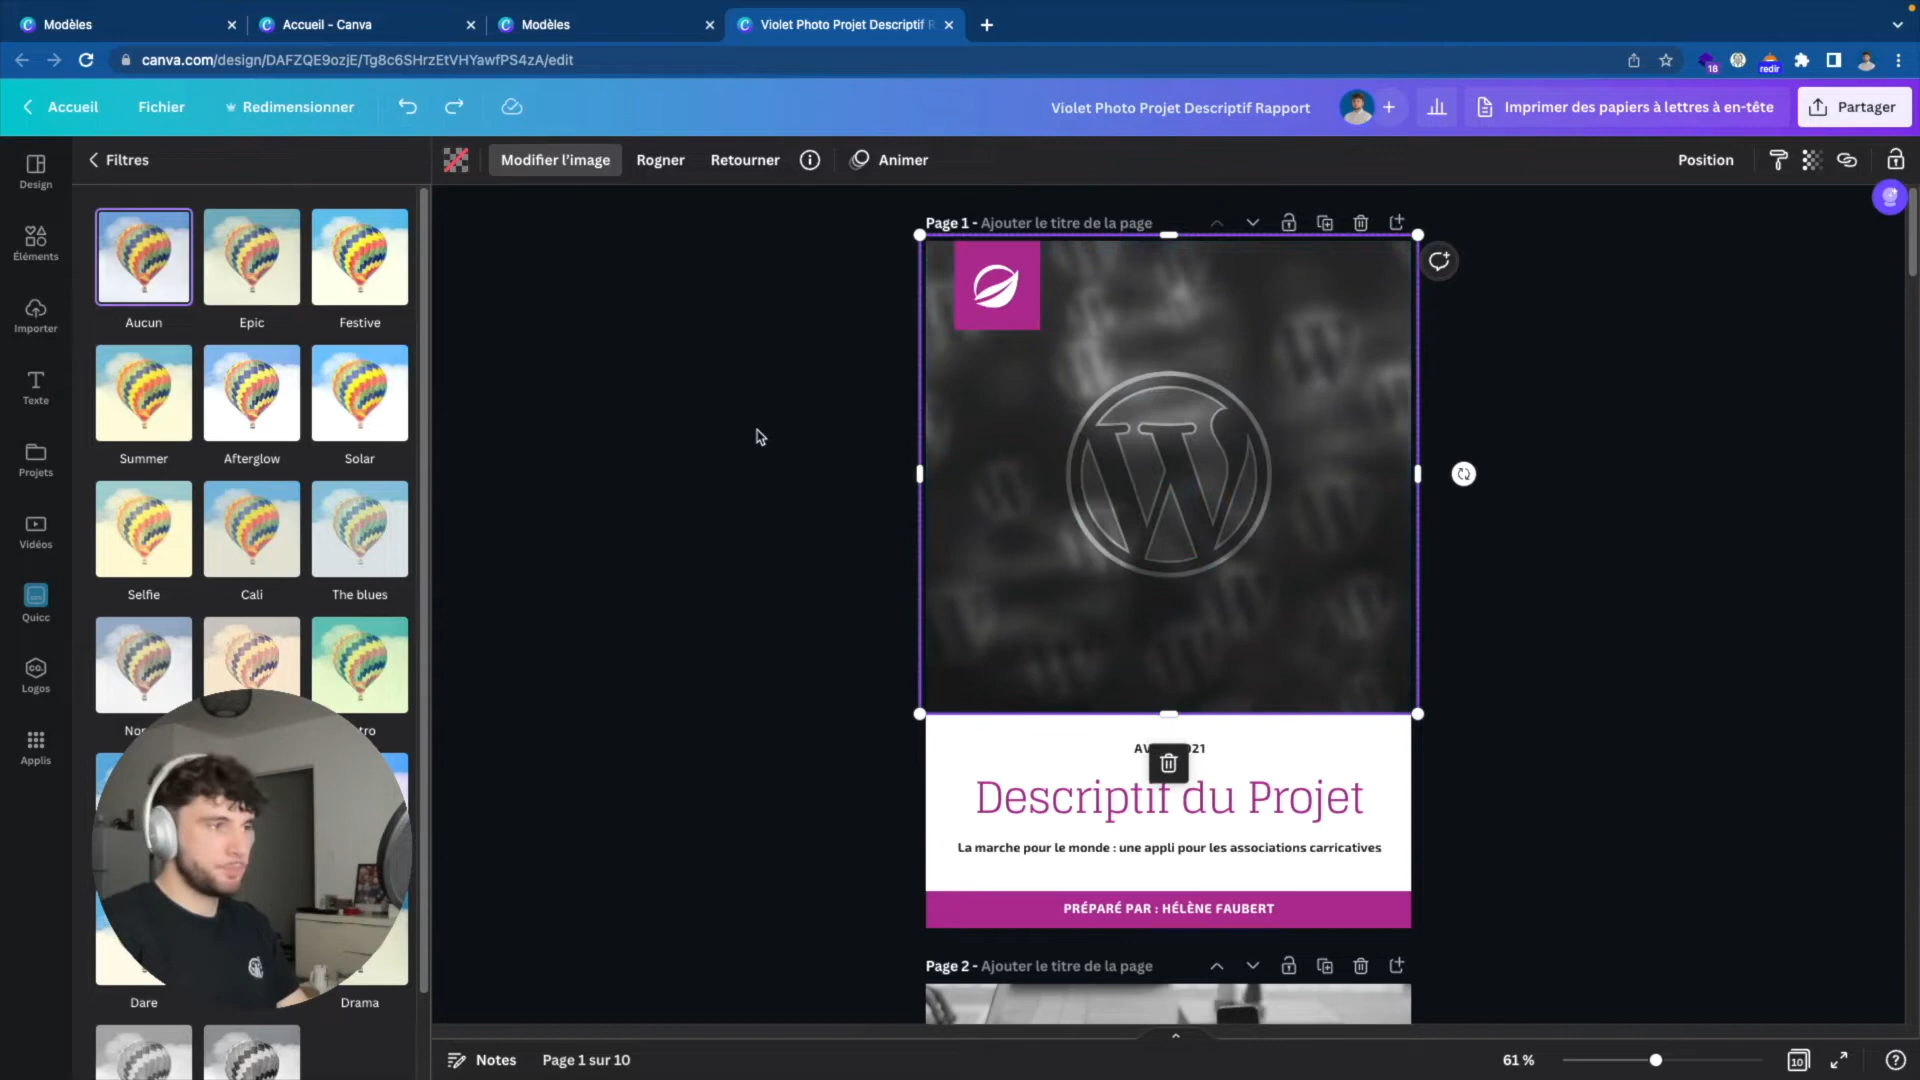 Modèles
Accueil - Canva
Modèles
Violet Photo Projet Descriptif R
canva.com/design/DAFZQE9ozjE/Tg8c6SHrzEtVHYawfPS4zA/edit
18
redir
Accueil
Fichier
Redimensionner
Violet Photo Projet Descriptif Rapport
Imprimer des papiers à lettres à en-tête
Partager
Filtres
Modifier l'image
Rogner
Retourner
Animer
Position
Design
Éléments
Importer
Texte
Projets
Vidéos
Quicc
CO.
Logos
Applis
Aucun
Epic
Festive
Summer
Afterglow
Solar
Selfie
Cali
The blues
Dare
Drama
Page 1 - Ajouter le titre de la page
W
Descriptif du Projet
La marche pour le monde : une appli pour les associations carricatives
PRÉPARÉ PAR : HÉLÈNE FAUBERT
Page 2 - Ajouter le titre de la page
Notes
Page 1 sur 10
61 %
10